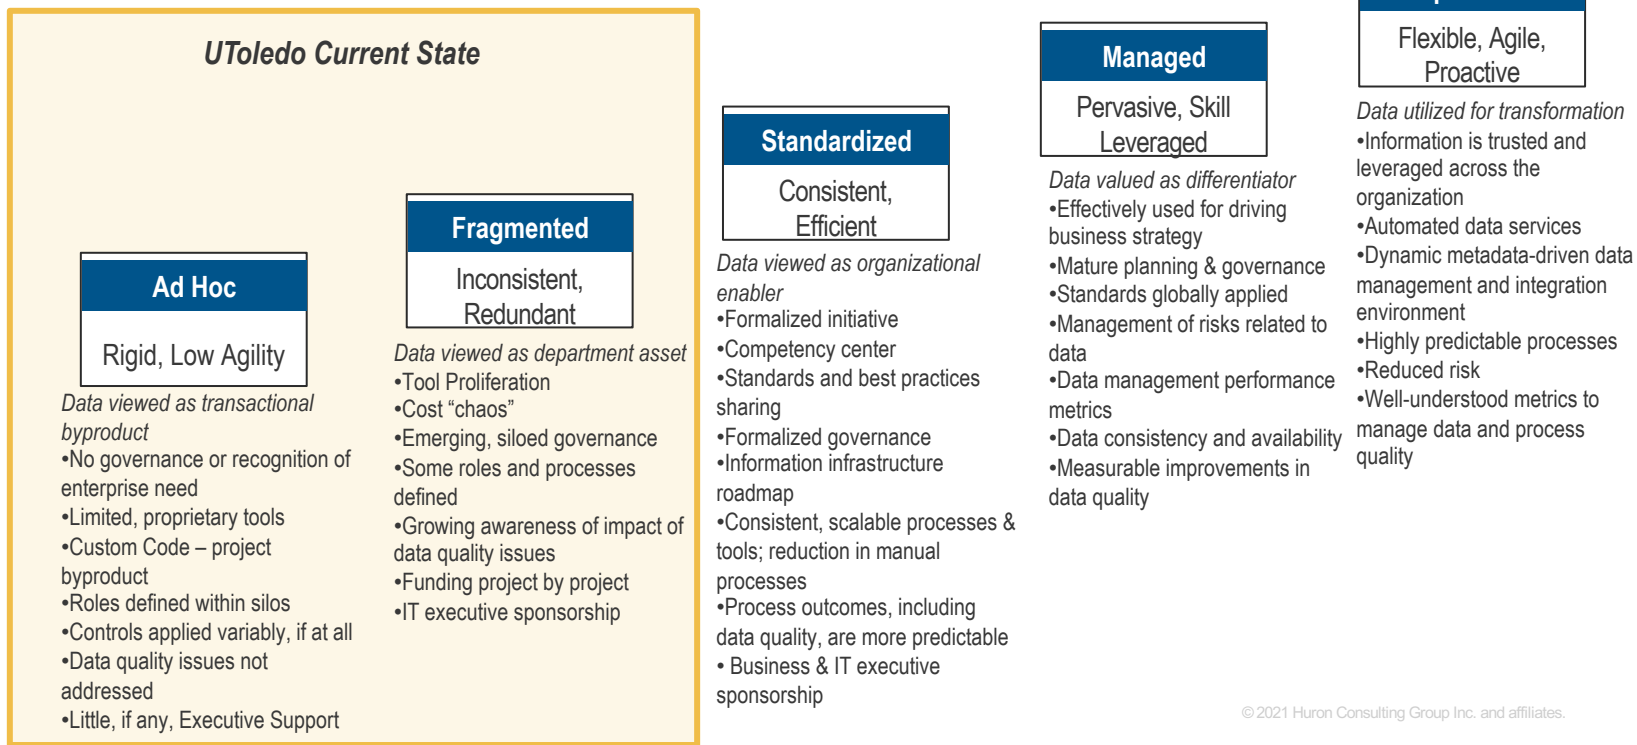 UToledo Current State
Ad Hoc
Rigid, Low Agility
Data viewed as transactional
byproduct
•No governance or recognition of
enterprise need
•Limited, proprietary tools
•Custom Code – project
byproduct
•Roles defined within silos
•Controls applied variably, if at all
•Data quality issues not
addressed
•Little, if any, Executive Support
Fragmented
Inconsistent,
Redundant
Data viewed as department asset
•Tool Proliferation
•Cost “chaos”
•Emerging, siloed governance
•Some roles and processes
defined
•Growing awareness of impact of
data quality issues
•Funding project by project
•IT executive sponsorship
Standardized
Consistent,
Efficient
Data viewed as organizational
enabler
•Formalized initiative
•Competency center
•Standards and best practices
sharing
•Formalized governance
•Information infrastructure
roadmap
•Consistent, scalable processes &
tools; reduction in manual
processes
•Process outcomes, including
data quality, are more predictable
• Business & IT executive
sponsorship
Managed
Pervasive, Skill
Leveraged
Data valued as differentiator
•Effectively used for driving
business strategy
•Mature planning & governance
•Standards globally applied
•Management of risks related to
data
•Data management performance
metrics
•Data consistency and availability
•Measurable improvements in
data quality
Flexible, Agile,
Proactive
Data utilized for transformation
•Information is trusted and
leveraged across the
organization
•Automated data services
•Dynamic metadata-driven data
management and integration
environment
•Highly predictable processes
•Reduced risk
•Well-understood metrics to
manage data and process
quality
© 2021 Huron Consulting Group Inc. and affiliates.